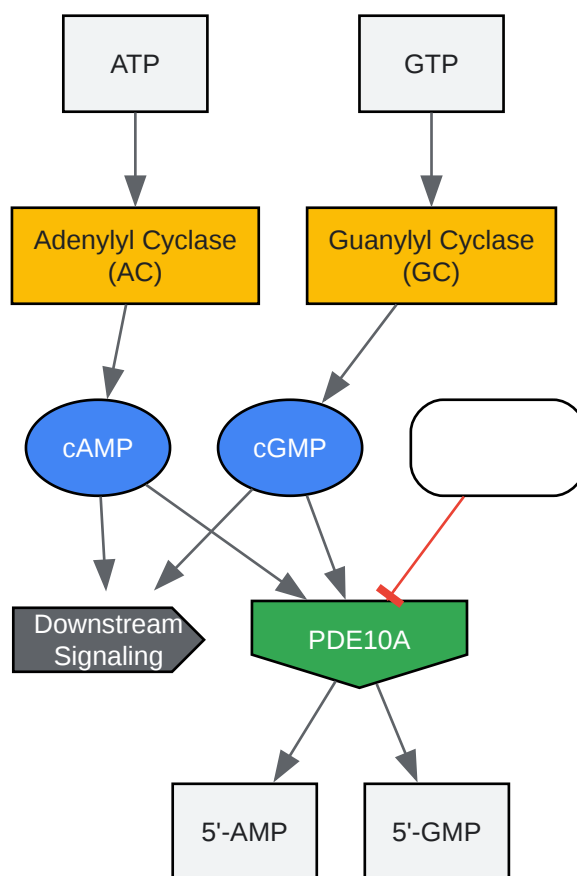 ATP
GTP
Adenylyl Cyclase
(AC)
Guanylyl Cyclase
(GC)
cAMP
cGMP
Downstream
Signaling
PDE10A
5'-AMP
5'-GMP